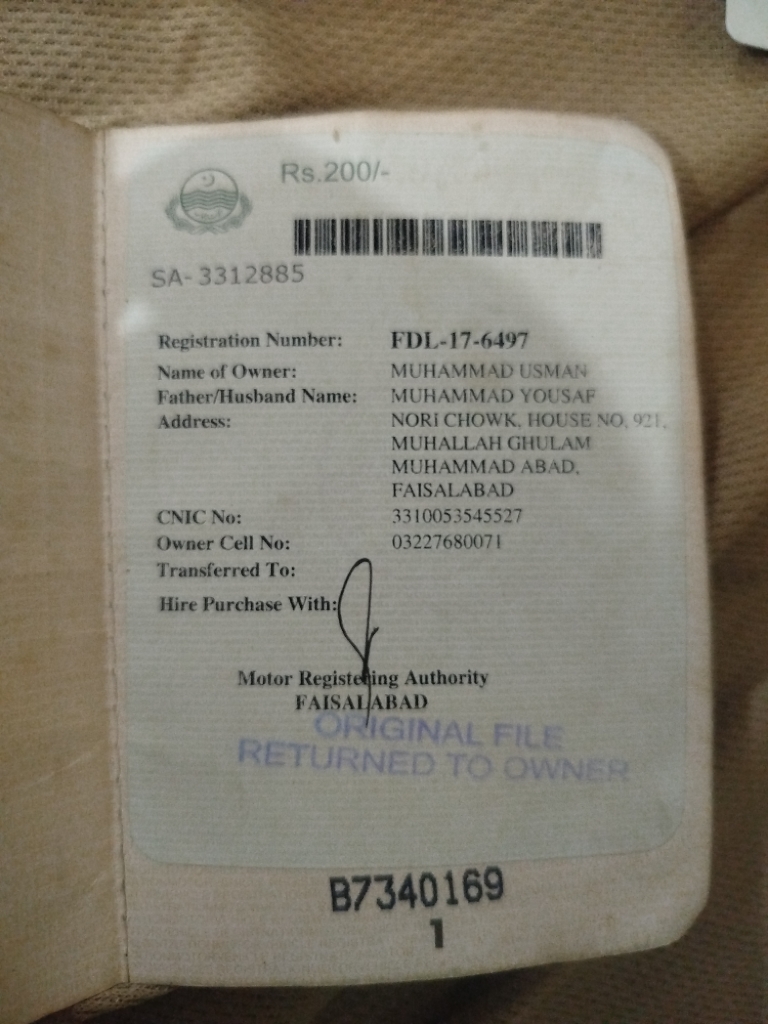 Rs.200/-
SA- 3312885
Registration Number: FDL-17-6497
Name of Owner: MUHAMMAD USMAN
Father/Husband Name: MUHAMMAD YOUSAF
Address: NORI CHOWK, HOUSE NO, 921,
MUHALLAH GHULAM
MUHAMMAD ABAD,
FAISALABAD
CNIC No: 3310053545527
Owner Cell No: 03227680071
Transferred To:
Hire Purchase With:
Motor Registering Authority
FAISALABAD
ORIGINAL FILE
RETURNED TO OWNER
B7340169
1